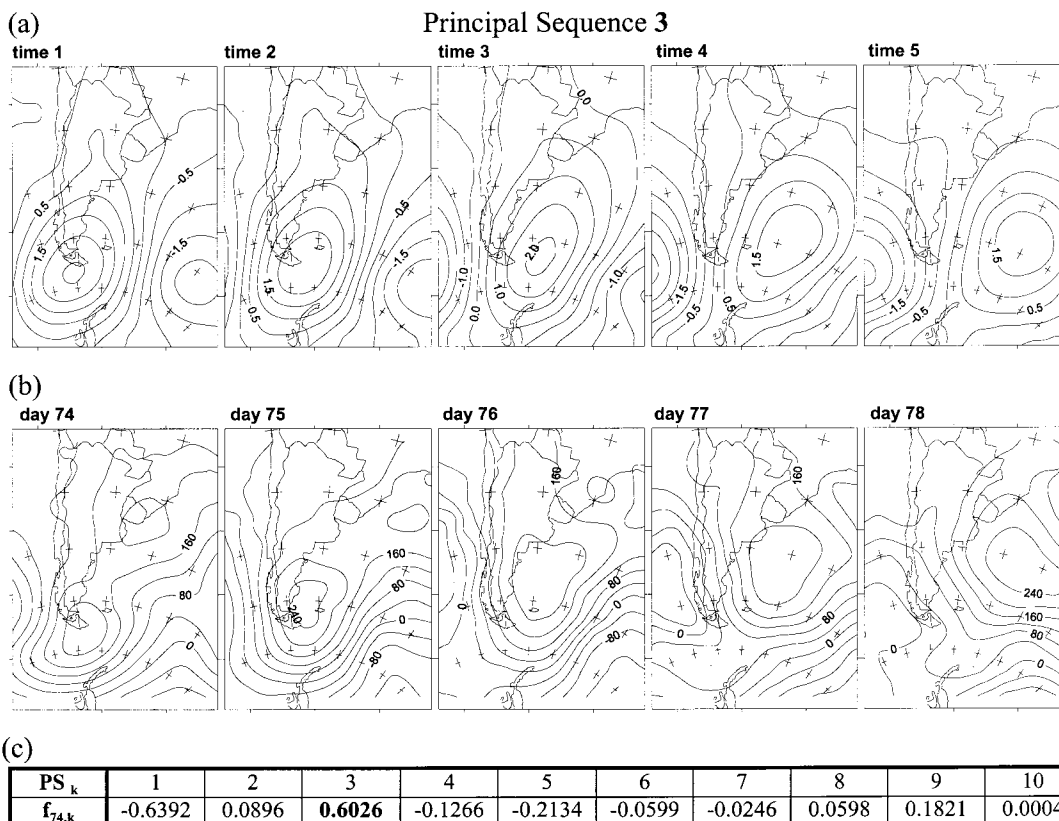 (a)
Principal Sequence 3
time 1
time 2
time 3
time 4
time 5
0.5
-0.5
1.5
-1.5
-0.5
-1.5
1.5
0.5
0.0
2.0
-1.0
1.0
-1.0
0.0
1.5
-1.5
0.5
-0.5
1.5
-1.5
-0.5
0.5
(b)
day 74
day 75
day 76
day 77
day 78
160
80
0
160
240
80
0
-80
160
0
80
0
-80
160
0
80
0
240
160
0
80
0
(c)
PS k 1 2 3 4 5 6 7 8 9 10
f74,k -0.6392 0.0896 0.6026 -0.1266 -0.2134 -0.0599 -0.0246 0.0598 0.1821 0.0004